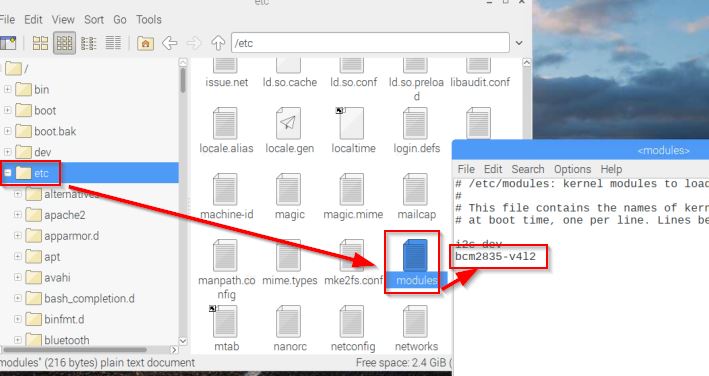 etc
File Edit View Sort Go Tools
/etc
/
bin
boot
boot.bak
dev
etc
alternatives
apache2
apparmor.d
apt
avahi
bash_completion.d
binfmt.d
bluetooth
issue.net ld.so.cache ld.so.conf ld.so.preloa
d libaudit.conf
locale.alias locale.gen localtime login.defs
machine-id magic magic.mime mailcap
manpath.co
nfig mime.types mke2fs.conf modules
mtab nanorc netconfig networks
modules" (216 bytes) plain text document Free space: 2.4 GiB (
<modules>
File Edit Search Options Help
# /etc/modules: kernel modules to load
#
# This file contains the names of kern
# at boot time, one per line. Lines be
i2c-dev
bcm2835-v4l2